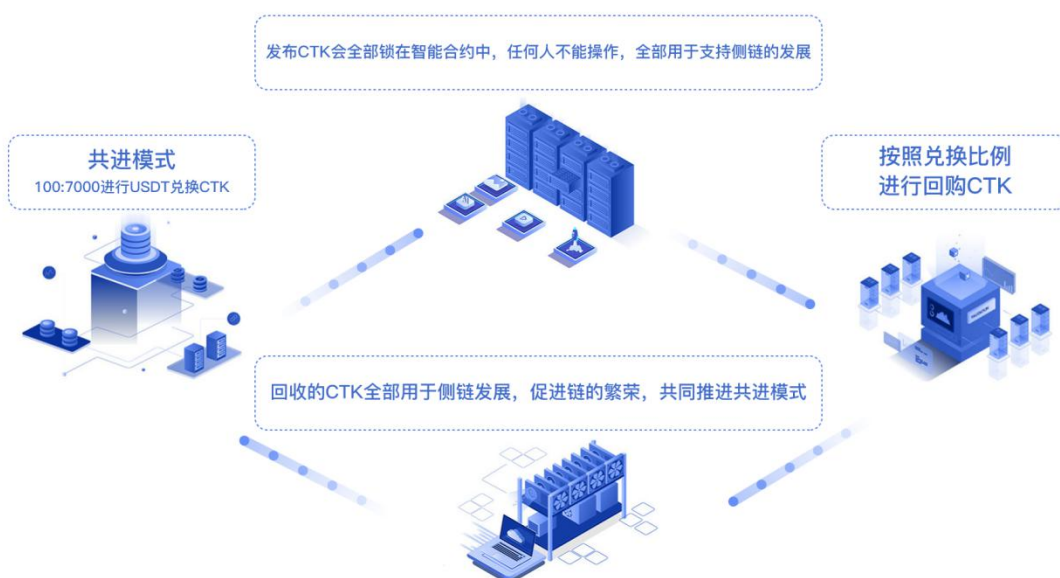 发布CTK会全部锁在智能合约中，任何人不能操作，全部用于支持侧链的发展
共进模式
100:7000进行USDT兑换CTK
按照兑换比例
进行回购CTK
回收的CTK全部用于侧链发展，促进链的繁荣，共同推进共进模式